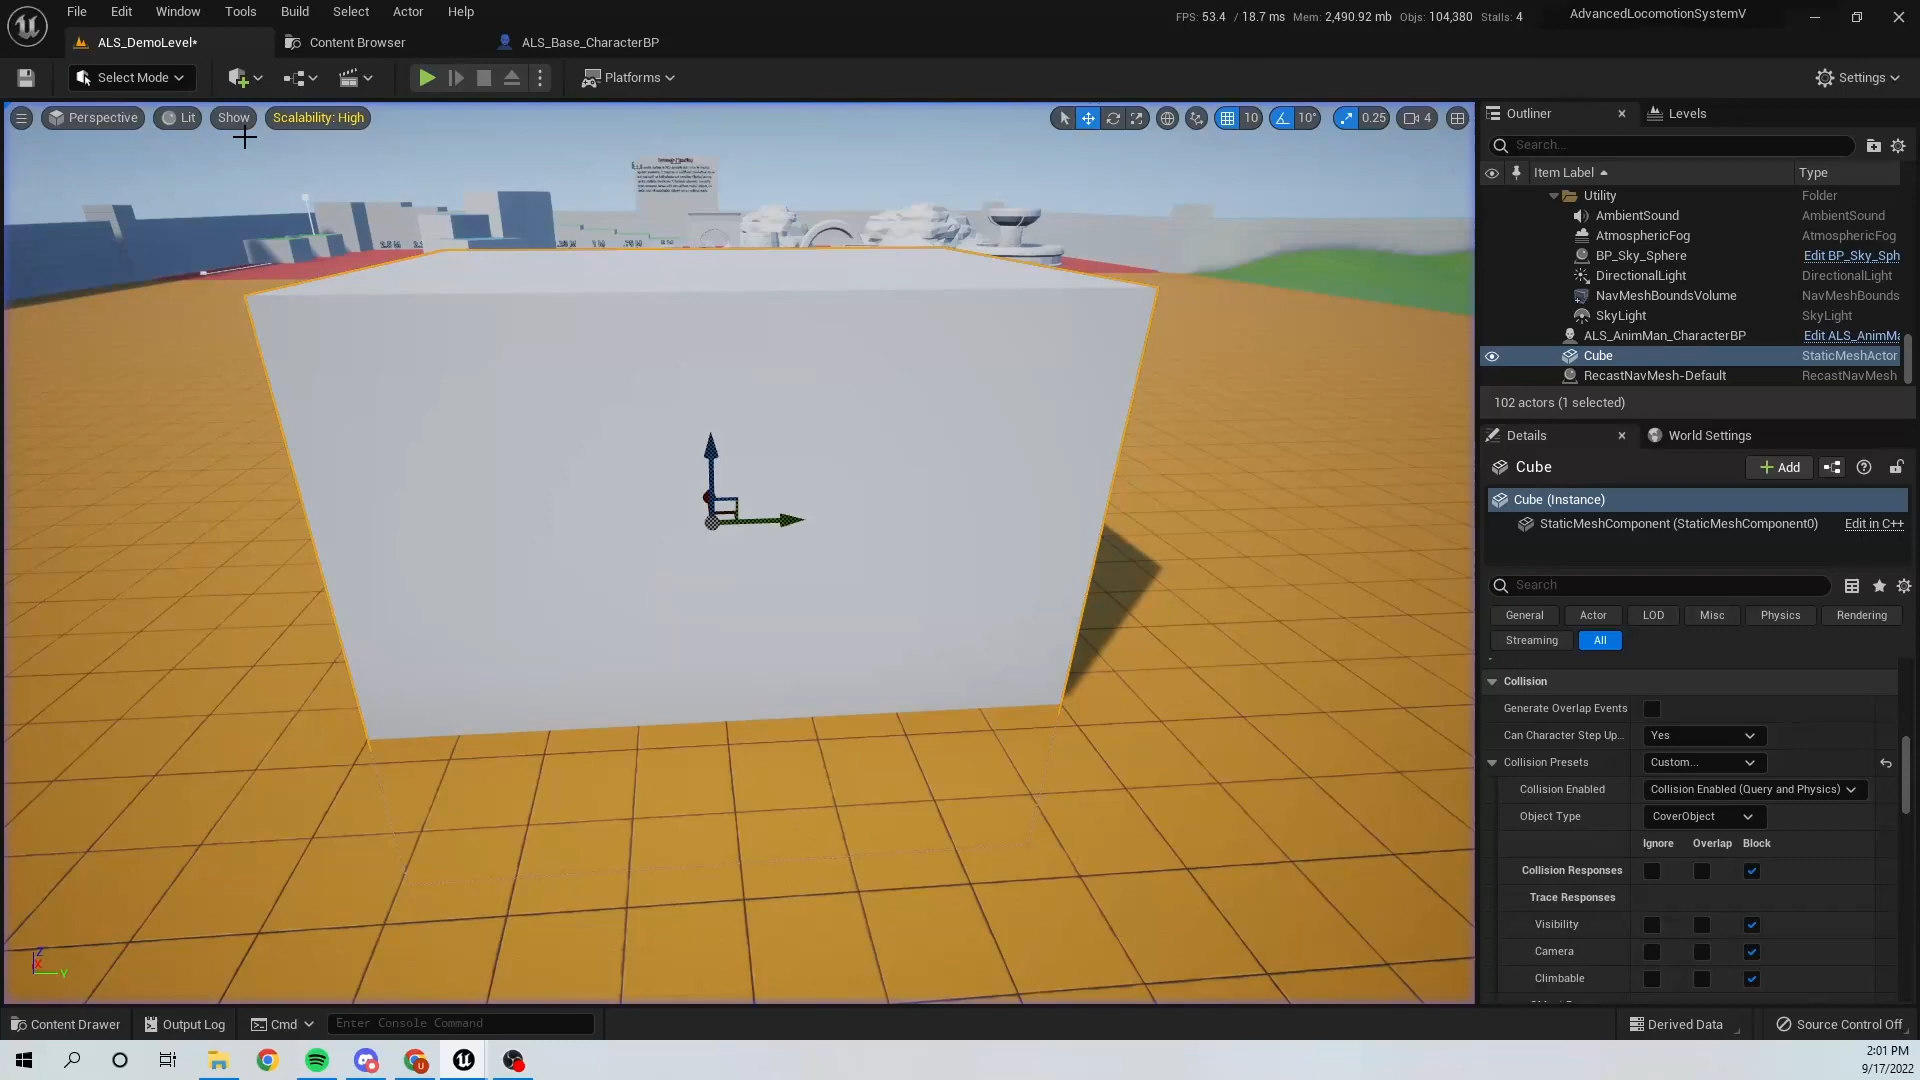 File Edit Window Tools Build Select Actor Help
FPS: 53.4 / 18.7 ms Mem: 2,490.92 mb Objs: 104,380 Stalls: 4
AdvancedLocomotionSystemV
ALS_DemoLevel*
Content Browser
ALS_Base_CharacterBP
Select Mode
Platforms
Settings
Perspective
Lit
Show
Scalability: High
10
10°
0.25
4
Outliner
Levels
Search...
Item Label
Type
Utility Folder
AmbientSound AmbientSound
AtmosphericFog AtmosphericFog
BP_Sky_Sphere Edit BP_Sky_Sph
DirectionalLight DirectionalLight
NavMeshBoundsVolume NavMeshBounds
SkyLight SkyLight
ALS_AnimMan_CharacterBP Edit ALS_AnimMa
Cube StaticMeshActor
RecastNavMesh-Default RecastNavMesh
102 actors (1 selected)
Details
World Settings
Cube
Add
Cube (Instance)
StaticMeshComponent (StaticMeshComponent0) Edit in C++
Search
General Actor LOD Misc Physics Rendering
Streaming All
Collision
Generate Overlap Events
Can Character Step Up... Yes
Collision Presets Custom...
Collision Enabled Collision Enabled (Query and Physics)
Object Type CoverObject
Ignore Overlap Block
Collision Responses
Trace Responses
Visibility
Camera
Climbable
Z
X
Y
Content Drawer
Output Log
Cmd
Enter Console Command
Derived Data
Source Control Off
2:01 PM
9/17/2022